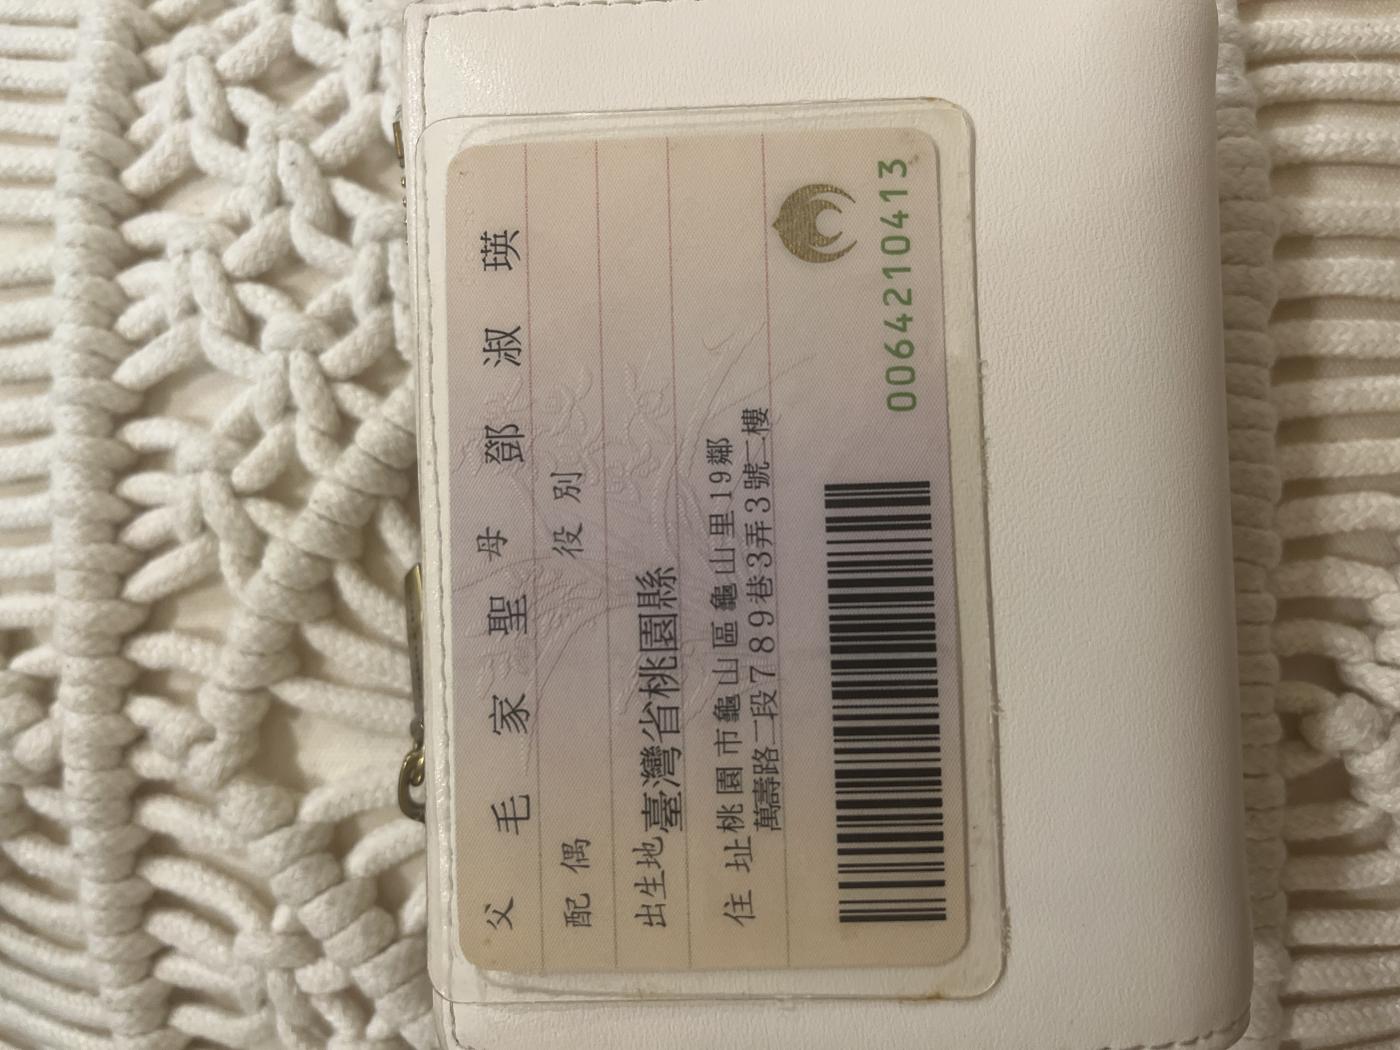 父 毛家聖 母 鄧淑瑛
配偶 役別
出生地 臺灣省桃園縣
住址 桃園市龜山區龜山里19鄰
萬壽路二段789巷3弄3號二樓
0064210413